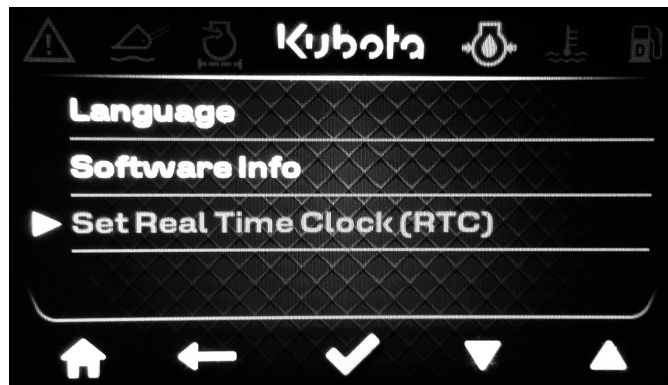 Kubota
Language
Software Info
Set Real Time Clock (RTC)
D